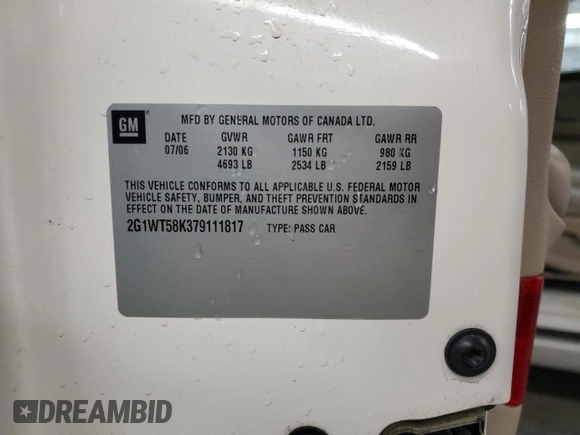 GM
MFD BY GENERAL MOTORS OF CANADA LTD.
DATE GVWR GAWR FRT GAWR RR
07/06 2130 KG 1150 KG 980 KG
4693 LB 2534 LB 2159 LB
THIS VEHICLE CONFORMS TO ALL APPLICABLE U.S. FEDERAL MOTOR
VEHICLE SAFETY, BUMPER, AND THEFT PREVENTION STANDARDS IN
EFFECT ON THE DATE OF MANUFACTURE SHOWN ABOVE.
2G1WT58K379111817 TYPE: PASS CAR
DREAMBID